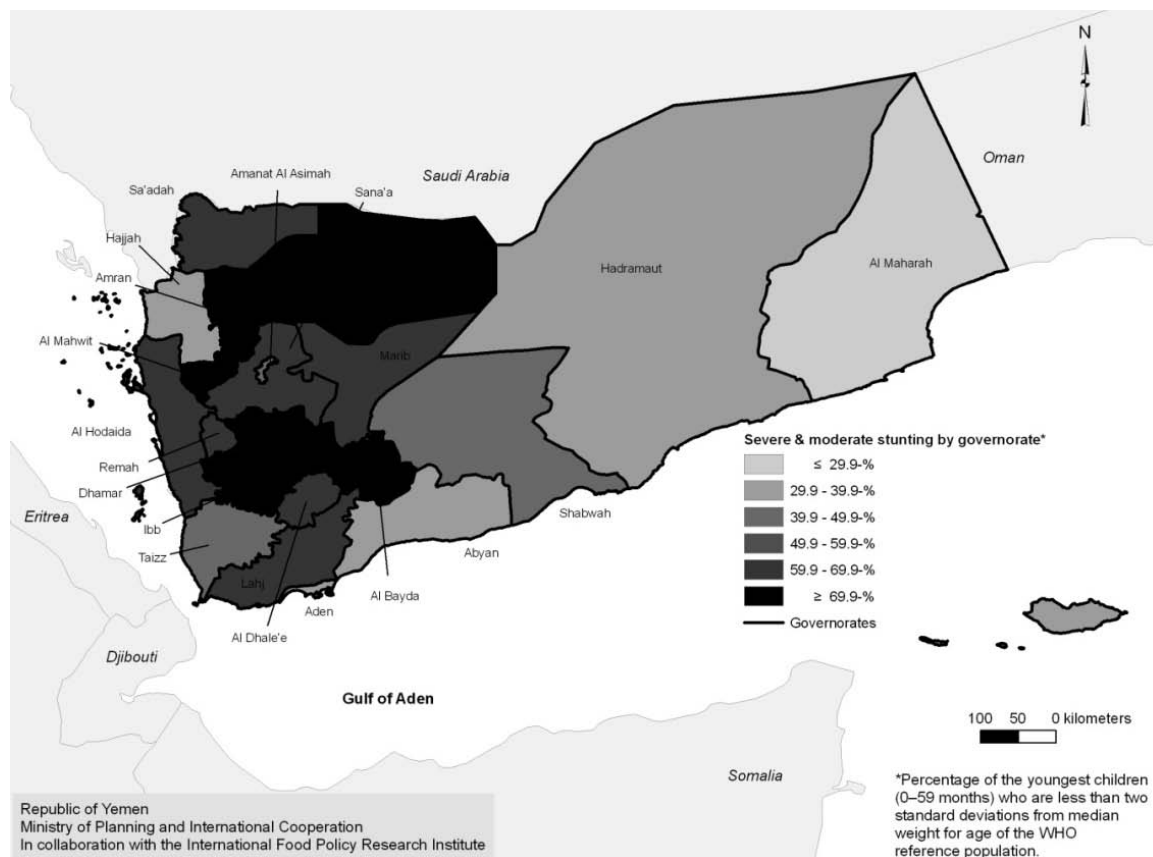 N
Oman
Saudi Arabia
Amanat Al Asimah
Sana'a
Sa'adah
Hajjah
Amran
Hadramaut
Al Maharah
Al Mahwit
Marib
Al Hodaida
Remah
Dhamar
Ibb
Eritrea
Taizz
Lahj
Aden
Al Bayda
Abyan
Shabwah
Al Dhale'e
Djibouti
Gulf of Aden
Somalia
Severe & moderate stunting by governorate*
≤ 29.9-%
29.9 - 39.9-%
39.9 - 49.9-%
49.9 - 59.9-%
59.9 - 69.9-%
≥ 69.9-%
Governorates
100 50 0 kilometers
*Percentage of the youngest children
(0–59 months) who are less than two
standard deviations from median
weight for age of the WHO
reference population.
Republic of Yemen
Ministry of Planning and International Cooperation
In collaboration with the International Food Policy Research Institute